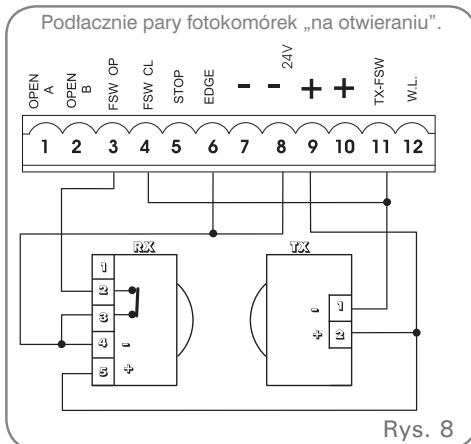 Podłącznie pary fotokomórek „na otwieraniu”.
OPEN A
OPEN B
FSW OP
FSW CL
STOP
EDGE
-
-
24V
+
+
TX-FSW
W.L.
1 2 3 4 5 6 7 8 9 10 11 12
RX
TX
1
2
3
4 -
5 +
- 1
+ 2
Rys. 8